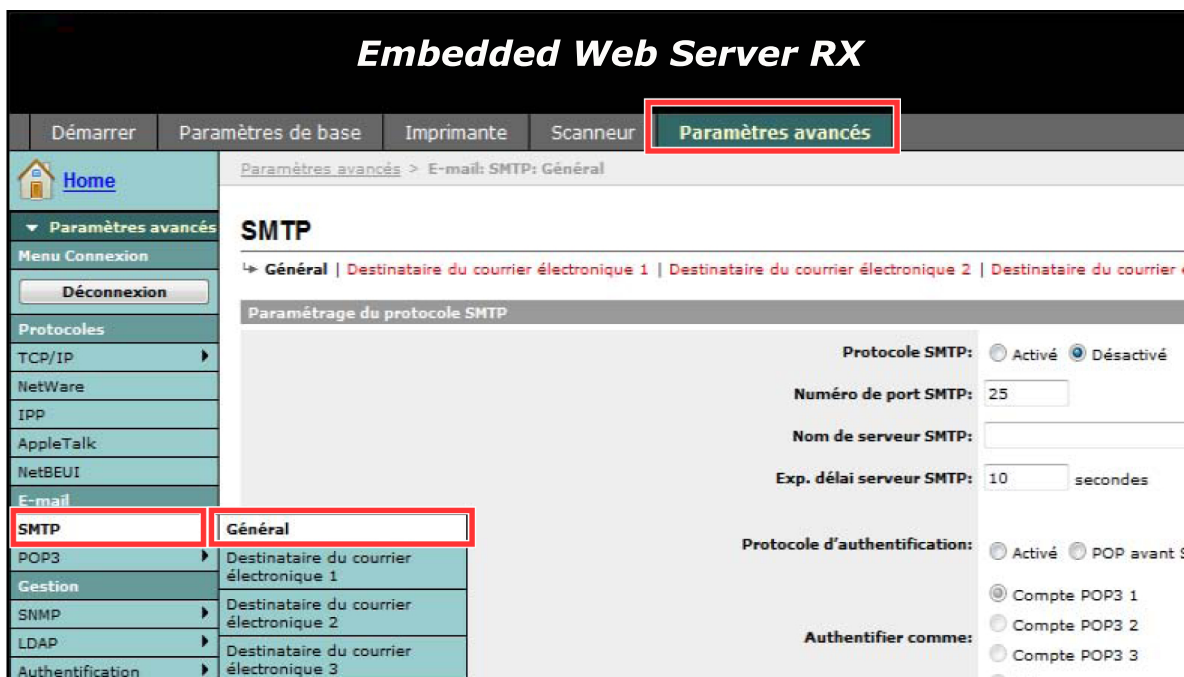 Embedded Web Server RX
Démarrer Paramètres de base Imprimante Scanneur Paramètres avancés
Home
Paramètres avancés > E-mail: SMTP: Général
Paramètres avancés
SMTP
Menu Connexion
Général | Destinataire du courrier électronique 1 | Destinataire du courrier électronique 2 | Destinataire du courrier
Déconnexion
Paramétrage du protocole SMTP
Protocoles
TCP/IP
Protocole SMTP: Activé Désactivé
NetWare
Numéro de port SMTP: 25
IPP
AppleTalk
Nom de serveur SMTP:
NetBEUI
Exp. délai serveur SMTP: 10 secondes
E-mail
SMTP
Général
Protocole d'authentification: Activé POP avant
POP3
Destinataire du courrier
électronique 1
Gestion
Compte POP3 1
SNMP
Destinataire du courrier
électronique 2
Compte POP3 2
LDAP
Authentifier comme:
Destinataire du courrier
électronique 3
Compte POP3 3
Authentification